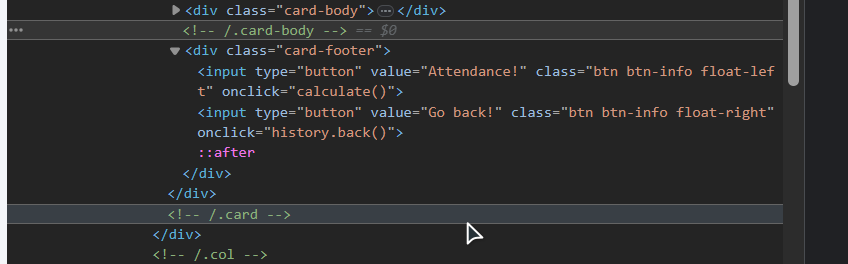 <div class="card-body">⋯</div>
<!-- /.card-body --> == $0
<div class="card-footer">
<input type="button" value="Attendance!" class="btn btn-info float-lef
t" onclick="calculate()">
<input type="button" value="Go back!" class="btn btn-info float-right"
onclick="history.back()">
::after
</div>
</div>
<!-- /.card -->
</div>
<!-- /.col -->